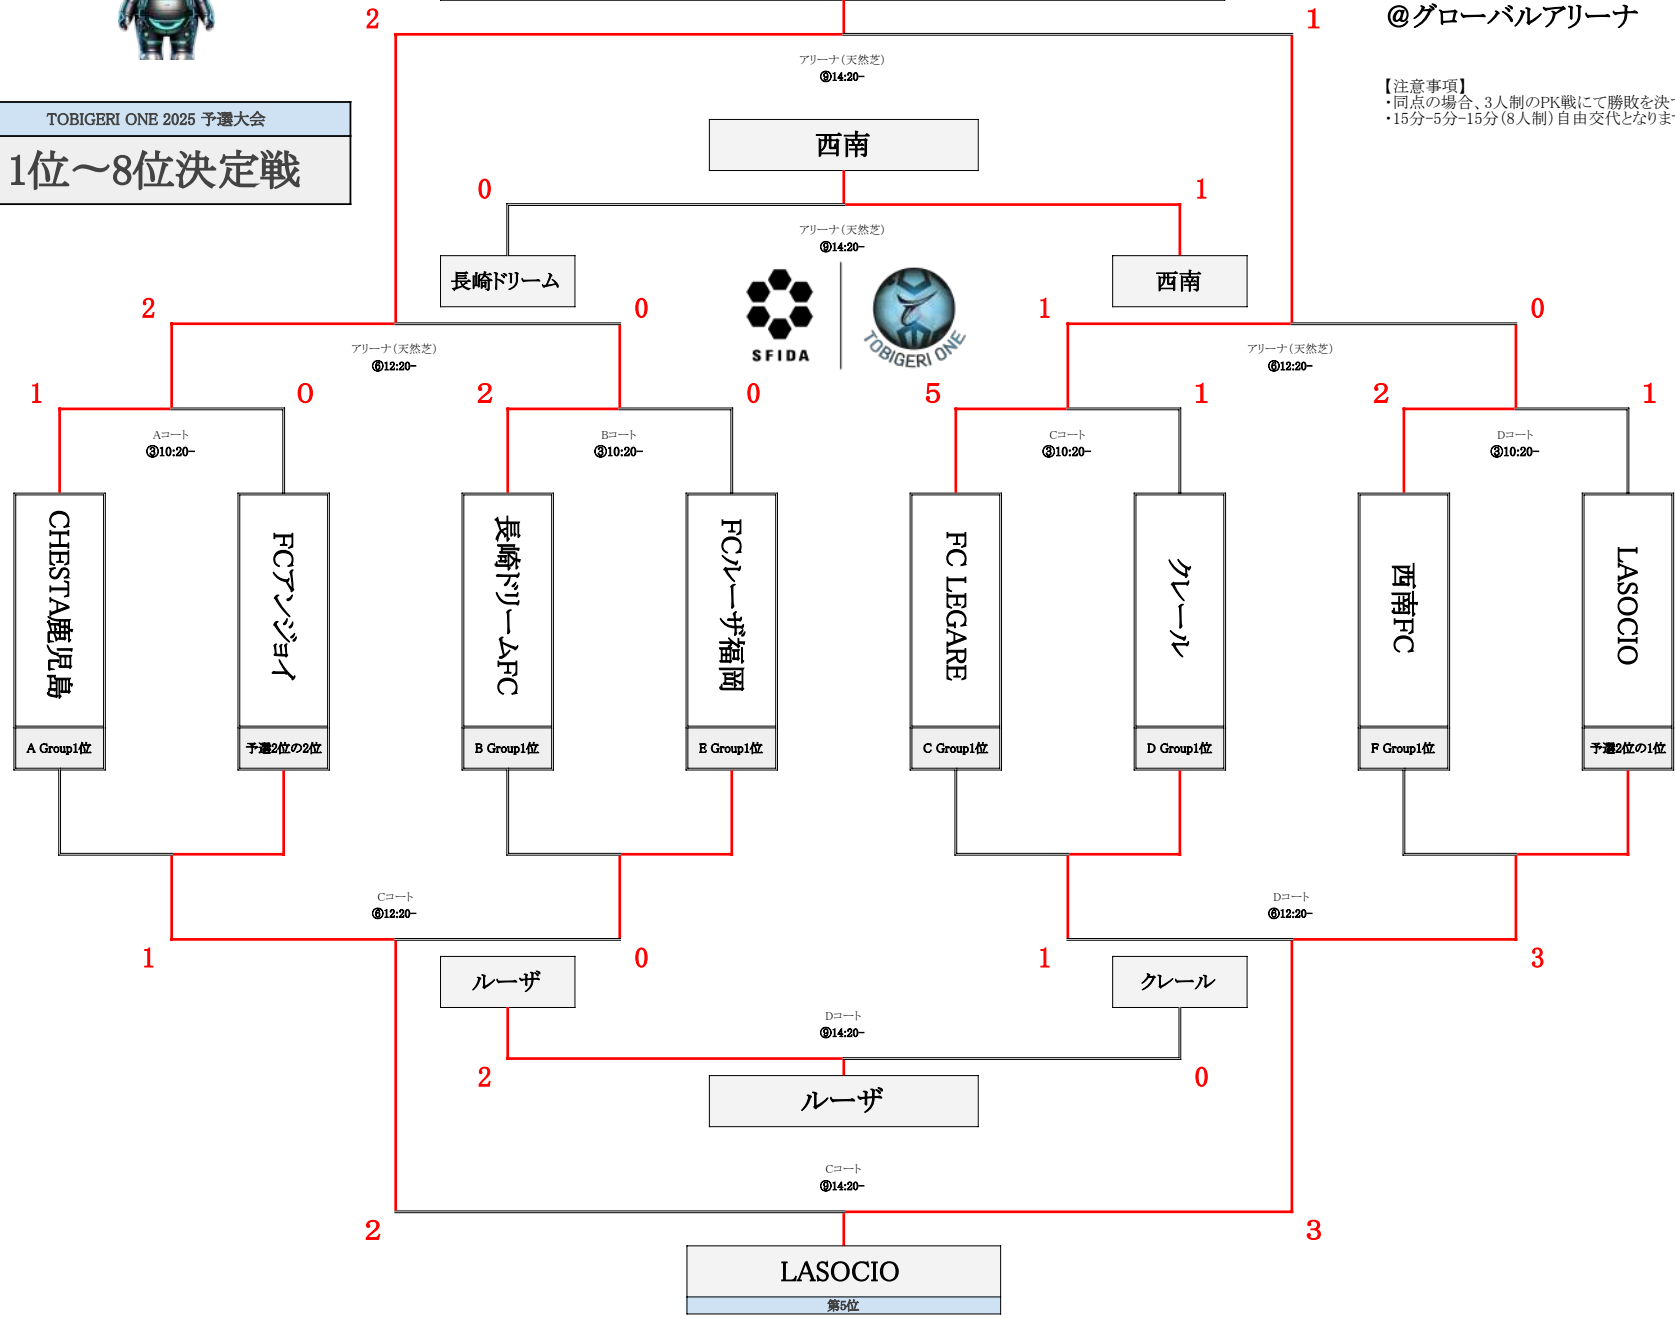 2
1
@グローバルアリーナ
アリーナ(天然芝)
⑨14:20-
【注意事項】
・同点の場合、3人制のPK戦にて勝敗を決
・15分-5分-15分(8人制)自由交代となりま
TOBIGERI ONE 2025 予選大会
1位～8位決定戦
西南
0
1
アリーナ(天然芝)
⑨14:20-
長崎ドリーム
西南
SFIDA
TOBIGERI ONE
2
0
1
0
アリーナ(天然芝)
⑥12:20-
アリーナ(天然芝)
⑥12:20-
1
0
2
0
5
1
2
1
Aコート
③10:20-
Bコート
③10:20-
Cコート
③10:20-
Dコート
③10:20-
CHESTA鹿児島
FCアンジョイ
長崎ドリームFC
FCルーザ福岡
FC LEGARE
クレール
西南FC
LASOCIO
A Group1位
予選2位の2位
B Group1位
E Group1位
C Group1位
D Group1位
F Group1位
予選2位の1位
Cコート
⑥12:20-
Dコート
⑥12:20-
1
0
1
3
ルーザ
クレール
Dコート
⑨14:20-
2
0
ルーザ
Cコート
⑨14:20-
2
3
LASOCIO
第5位